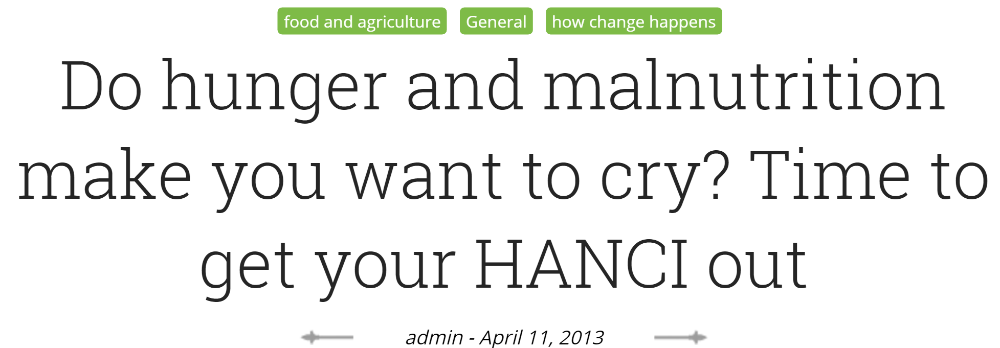 food and agriculture General how change happens
Do hunger and malnutrition
make you want to cry? Time to
get your HANCI out
admin - April 11, 2013